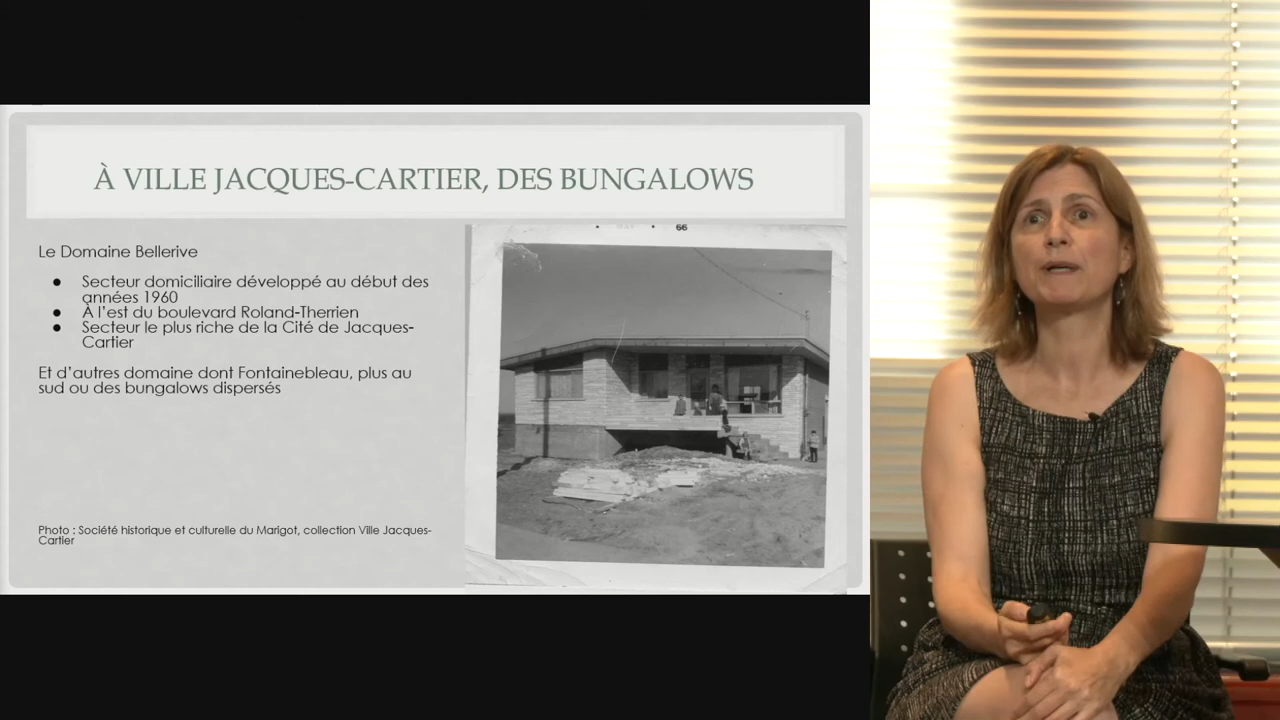 À VILLE JACQUES-CARTIER, DES BUNGALOWS
Le Domaine Bellerive
● Secteur domiciliaire développé au début des
années 1960
● À l'est du boulevard Roland-Therrien
● Secteur le plus riche de la Cité de Jacques-
Cartier
Et d'autres domaine dont Fontainebleau, plus au
sud ou des bungalows dispersés
Photo : Société historique et culturelle du Marigot, collection Ville Jacques-
Cartier
• MAY • 66